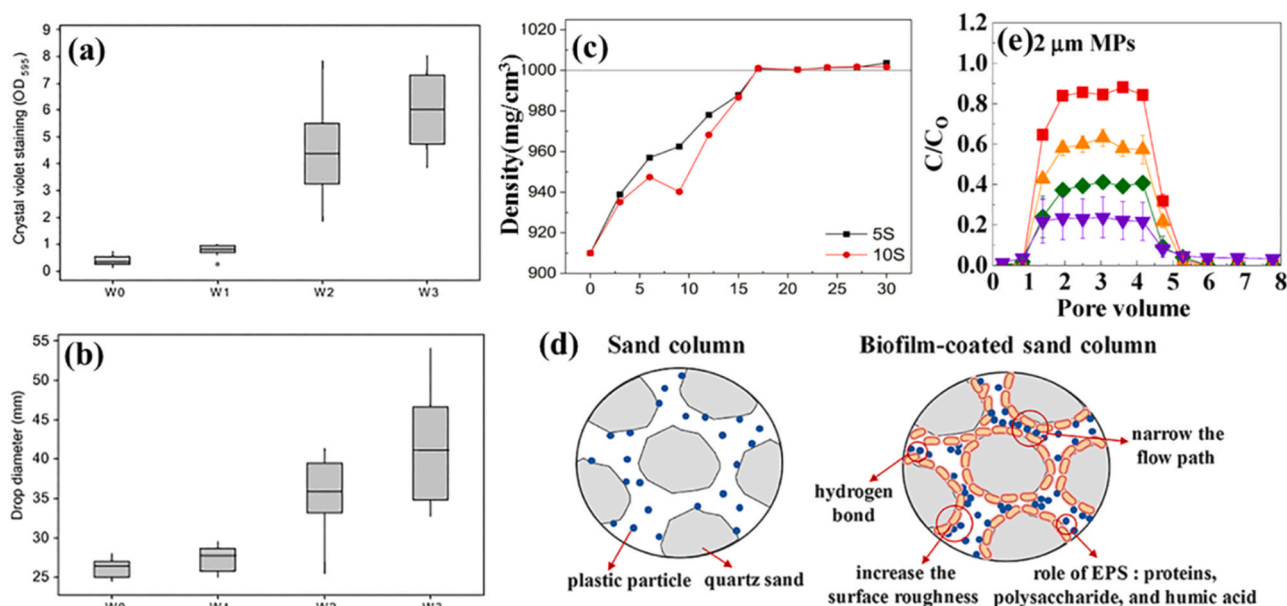 (a)
Crystal violet staining (OD595)
9
8
7
6
5
4
3
2
1
0
W0
W1
W2
W3
(b)
Drop diameter (mm)
55
50
45
40
35
30
25
W0
W1
W2
W3
(c)
Density(mg/cm3)
1020
1000
980
960
940
920
900
5S
10S
0
5
10
15
20
25
30
(e) 2 μm MPs
C/CO
1.2
1.0
0.8
0.6
0.4
0.2
0.0
0
1
2
3
4
5
6
7
8
Pore volume
(d)
Sand column
plastic particle
quartz sand
Biofilm-coated sand column
narrow the
flow path
hydrogen
bond
increase the
surface roughness
role of EPS : proteins,
polysaccharide, and humic acid